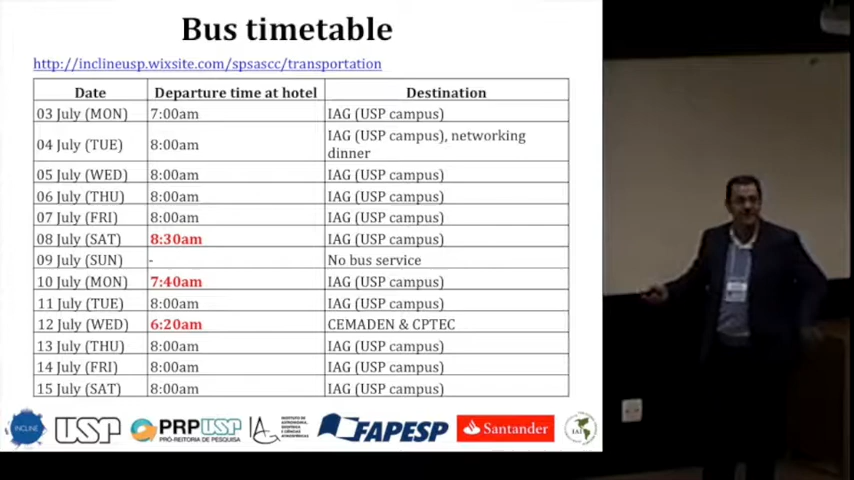 Bus timetable
http://inclineusp.wixsite.com/spsascc/transportation
Date Departure time at hotel Destination
03 July (MON) 7:00am IAG (USP campus)
04 July (TUE) 8:00am IAG (USP campus), networking
dinner
05 July (WED) 8:00am IAG (USP campus)
06 July (THU) 8:00am IAG (USP campus)
07 July (FRI) 8:00am IAG (USP campus)
08 July (SAT) 8:30am IAG (USP campus)
09 July (SUN) - No bus service
10 July (MON) 7:40am IAG (USP campus)
11 July (TUE) 8:00am IAG (USP campus)
12 July (WED) 6:20am CEMADEN & CPTEC
13 July (THU) 8:00am IAG (USP campus)
14 July (FRI) 8:00am IAG (USP campus)
15 July (SAT) 8:00am IAG (USP campus)
INCLINE USP PRPUSP FAPESP Santander IAI
PRÓ-REITORIA DE PESQUISA
INSTITUTO DE
ASTRONOMIA,
GEOFÍSICA
E CIÊNCIAS
ATMOSFÉRICAS